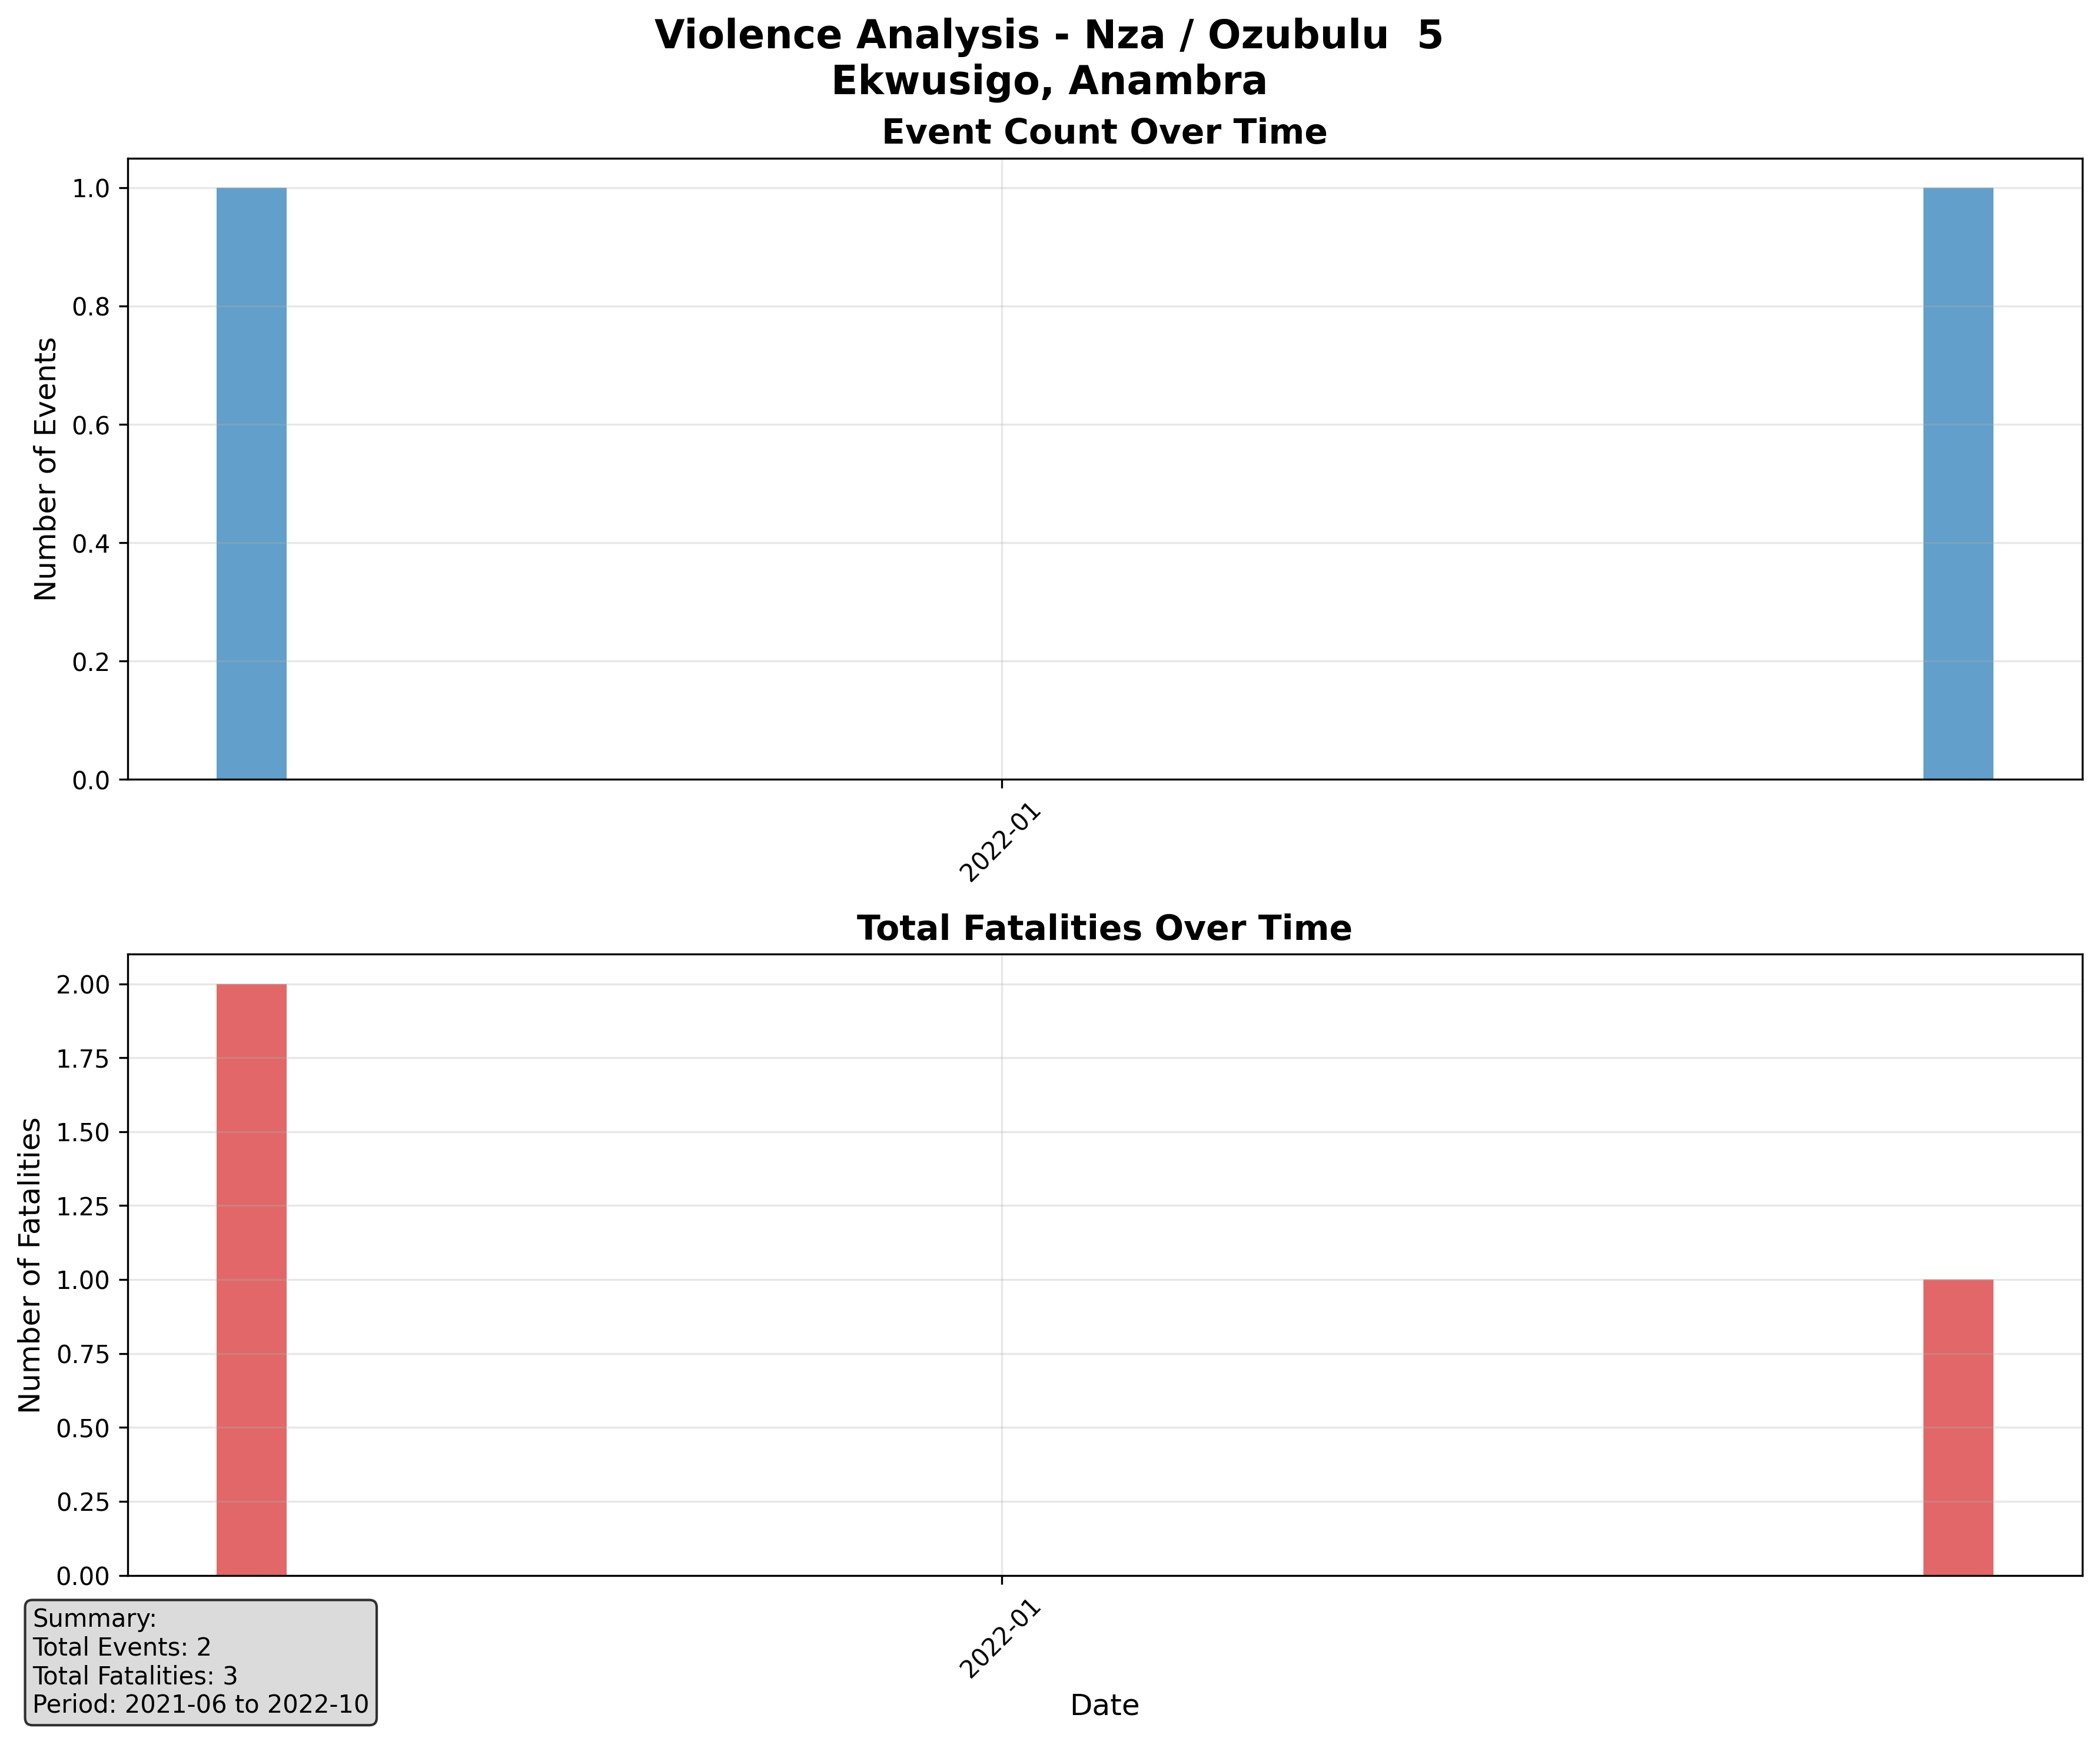 Violence Analysis - Nza / Ozubulu  5
Ekwusigo, Anambra
Event Count Over Time
Number of Events
1.0
0.8
0.6
0.4
0.2
0.0
2022-01
Total Fatalities Over Time
Number of Fatalities
2.00
1.75
1.50
1.25
1.00
0.75
0.50
0.25
0.00
2022-01
Date
Summary:
Total Events: 2
Total Fatalities: 3
Period: 2021-06 to 2022-10